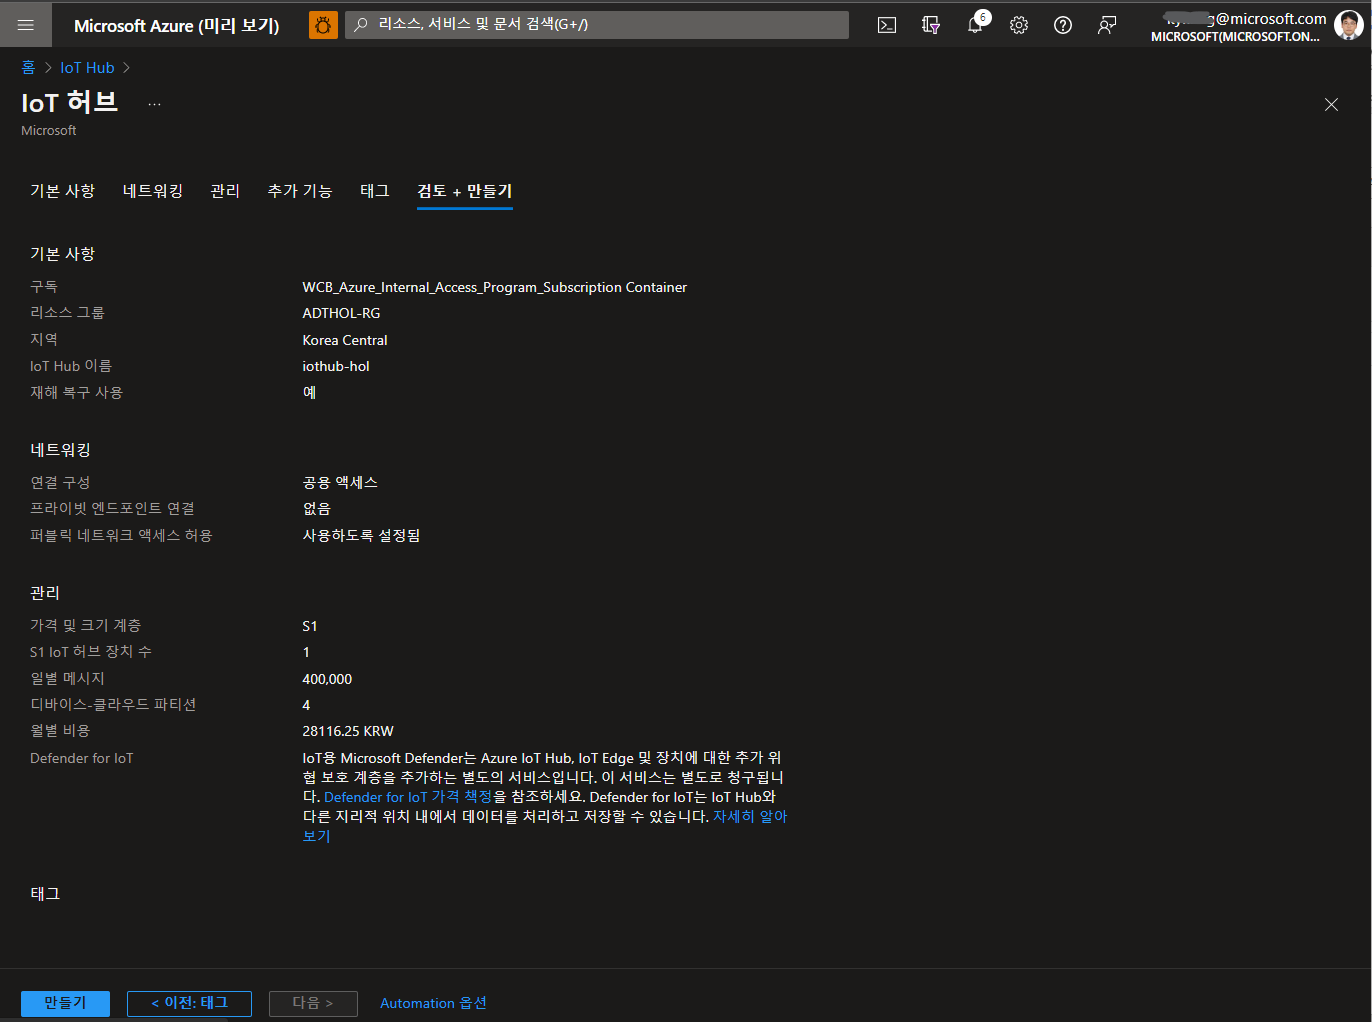 Microsoft Azure (미리 보기)
리소스, 서비스 및 문서 검색(G+/)
6
g@microsoft.com
MICROSOFT(MICROSOFT.ON...
홈 > IoT Hub >
IoT 허브 ...
Microsoft
기본 사항 네트워킹 관리 추가 기능 태그 검토 + 만들기
기본 사항
구독 WCB_Azure_Internal_Access_Program_Subscription Container
리소스 그룹 ADTHOL-RG
지역 Korea Central
IoT Hub 이름 iothub-hol
재해 복구 사용 예
네트워킹
연결 구성 공용 액세스
프라이빗 엔드포인트 연결 없음
퍼블릭 네트워크 액세스 허용 사용하도록 설정됨
관리
가격 및 크기 계층 S1
S1 IoT 허브 장치 수 1
일별 메시지 400,000
디바이스-클라우드 파티션 4
월별 비용 28116.25 KRW
Defender for IoT IoT용 Microsoft Defender는 Azure IoT Hub, IoT Edge 및 장치에 대한 추가 위
협 보호 계층을 추가하는 별도의 서비스입니다. 이 서비스는 별도로 청구됩니
다. Defender for IoT 가격 책정을 참조하세요. Defender for IoT는 IoT Hub와
다른 지리적 위치 내에서 데이터를 처리하고 저장할 수 있습니다. 자세히 알아
보기
태그
만들기 < 이전: 태그 다음 > Automation 옵션